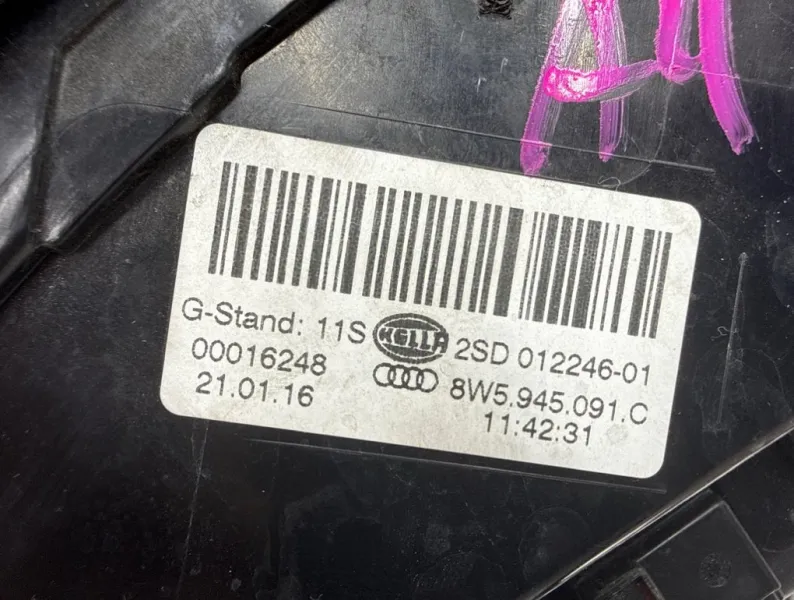 G-Stand: 11S HELLA 2SD 012246-01
00016248 8W5.945.091.C
21.01.16 11:42:31